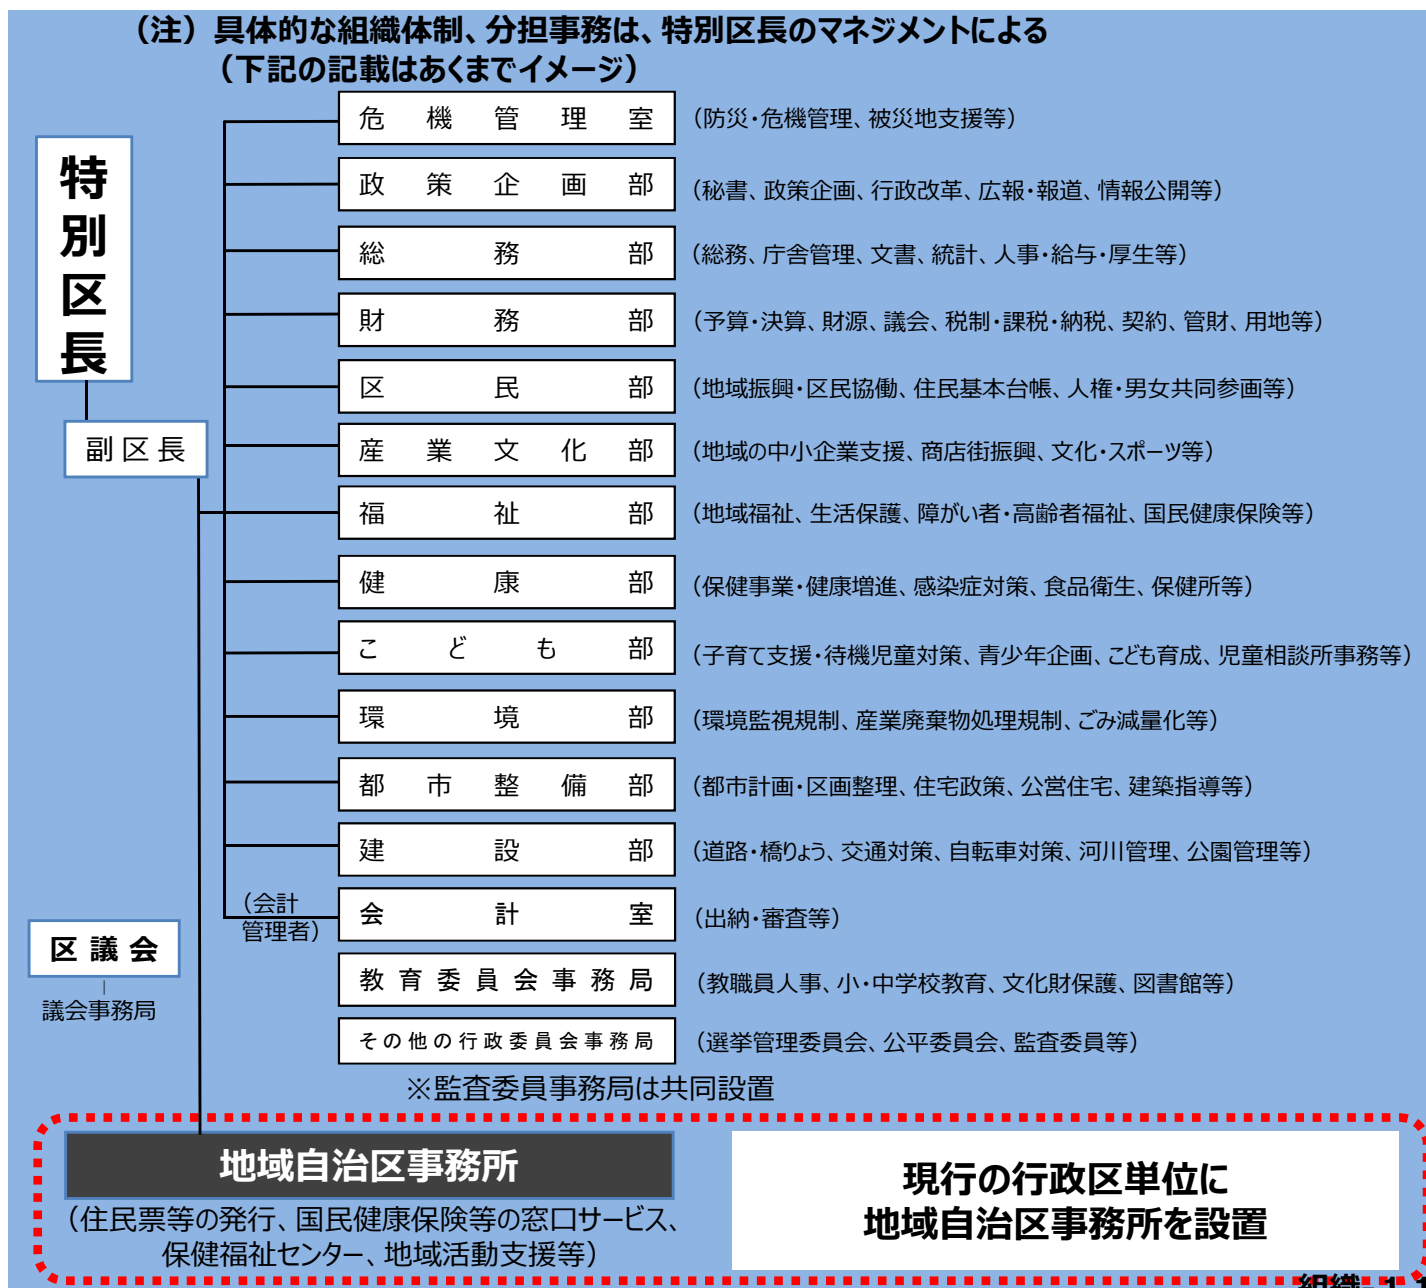 （注）具体的な組織体制、分担事務は、特別区長のマネジメントによる
（下記の記載はあくまでイメージ）
特別区長
副区長
危機管理室
（防災・危機管理、被災地支援等）
政策企画部
（秘書、政策企画、行政改革、広報・報道、情報公開等）
総務部
（総務、庁舎管理、文書、統計、人事・給与・厚生等）
財務部
（予算・決算、財源、議会、税制・課税・納税、契約、管財、用地等）
区民部
（地域振興・区民協働、住民基本台帳、人権・男女共同参画等）
産業文化部
（地域の中小企業支援、商店街振興、文化・スポーツ等）
福祉部
（地域福祉、生活保護、障がい者・高齢者福祉、国民健康保険等）
健康部
（保健事業・健康増進、感染症対策、食品衛生、保健所等）
こども部
（子育て支援・待機児童対策、青少年企画、こども育成、児童相談所事務等）
環境部
（環境監視規制、産業廃棄物処理規制、ごみ減量化等）
都市整備部
（都市計画・区画整理、住宅政策、公営住宅、建築指導等）
建設部
（道路・橋りょう、交通対策、自転車対策、河川管理、公園管理等）
（会計
管理者）
会計室
（出納・審査等）
区議会
議会事務局
教育委員会事務局
（教職員人事、小・中学校教育、文化財保護、図書館等）
その他の行政委員会事務局
（選挙管理委員会、公平委員会、監査委員等）
※監査委員事務局は共同設置
地域自治区事務所
（住民票等の発行、国民健康保険等の窓口サービス、
保健福祉センター、地域活動支援等）
現行の行政区単位に
地域自治区事務所を設置
組織-１